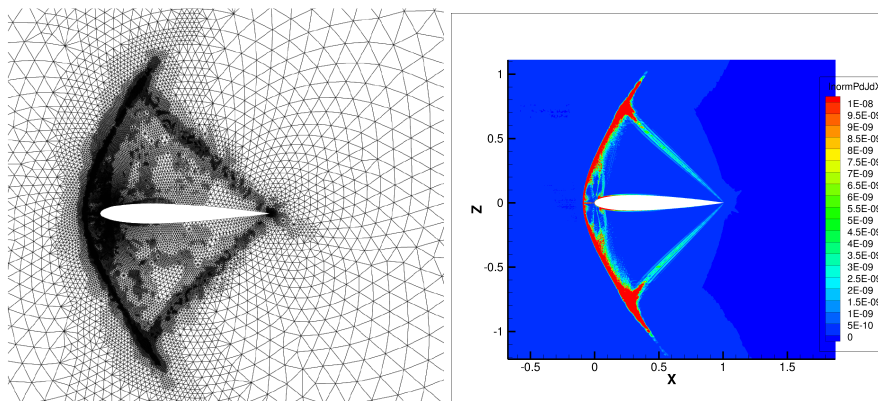 ormPdJdX
1
0.5
0
-0.5
-1
Z
-0.5
0
0.5
1
1.5
X
1E-08
9.5E-09
9E-09
8.5E-09
8E-09
7.5E-09
7E-09
6.5E-09
6E-09
5.5E-09
5E-09
4.5E-09
4E-09
3.5E-09
3E-09
2.5E-09
2E-09
1.5E-09
1E-09
5E-10
0